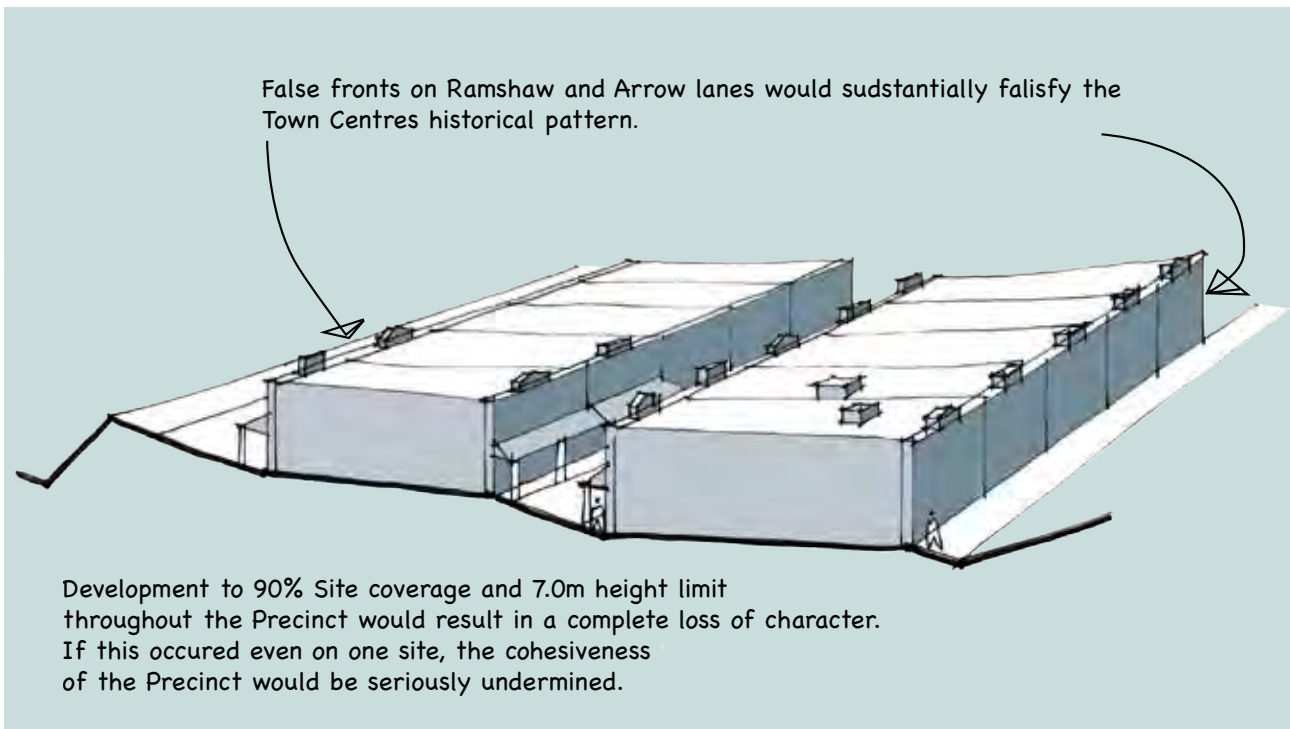 False fronts on Ramshaw and Arrow lanes would sudstantially falisfy the
Town Centres historical pattern.
Development to 90% Site coverage and 7.0m height limit
throughout the Precinct would result in a complete loss of character.
If this occured even on one site, the cohesiveness
of the Precinct would be seriously undermined.